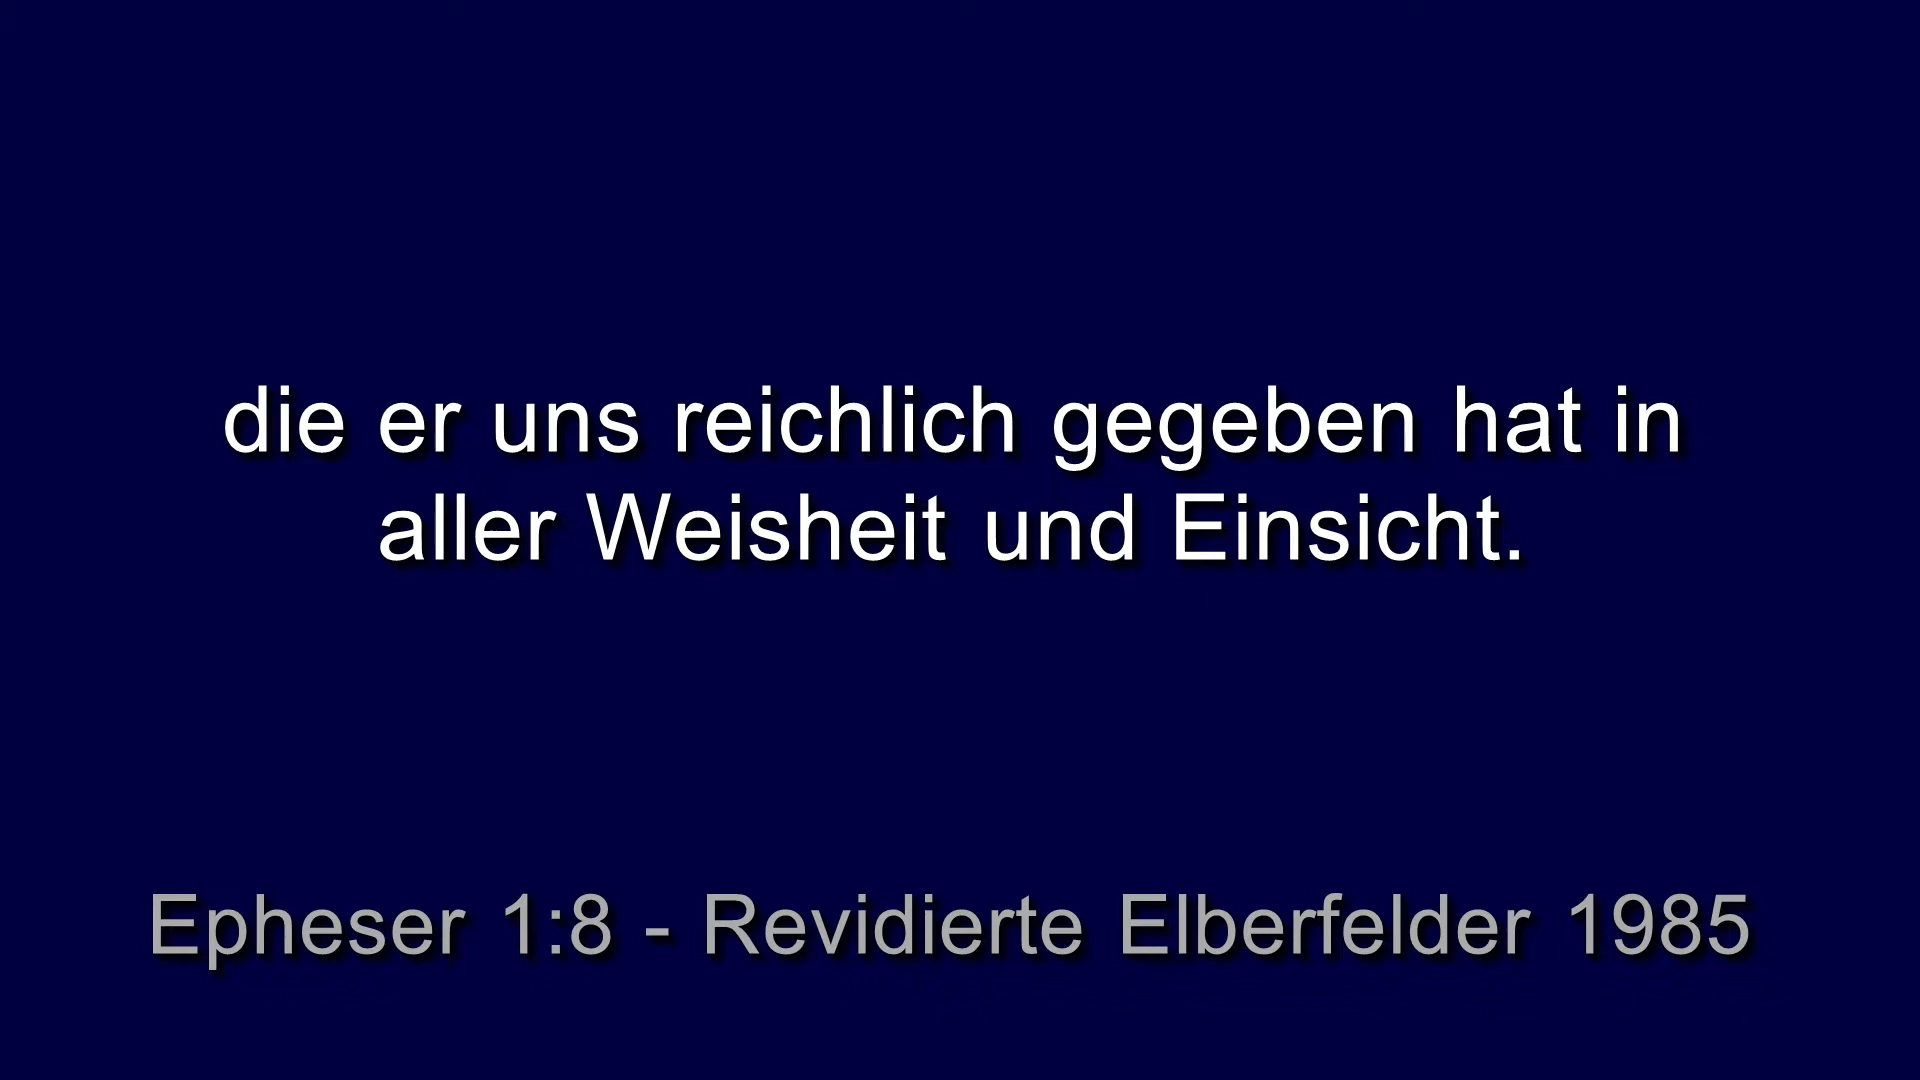 die er uns reichlich gegeben hat in
aller Weisheit und Einsicht.
Epheser 1:8 - Revidierte Elberfelder 1985